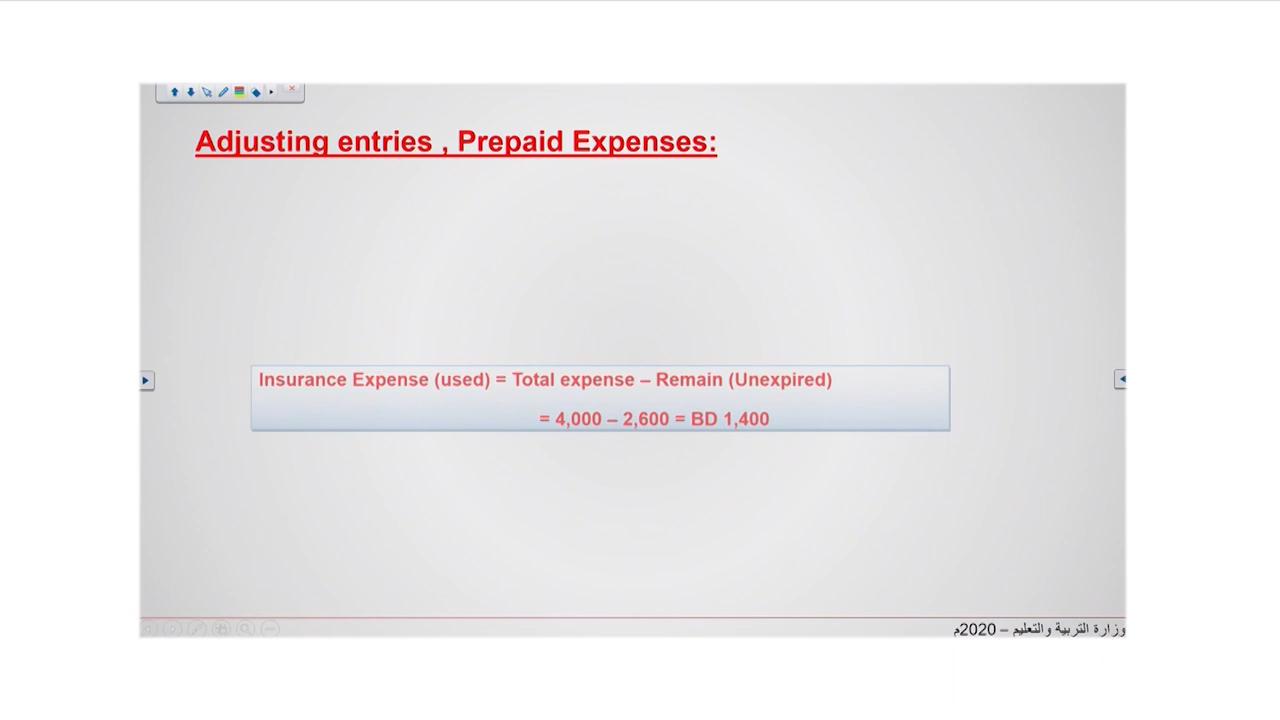 Adjusting entries , Prepaid Expenses:
Insurance Expense (used) = Total expense – Remain (Unexpired)
= 4,000 – 2,600 = BD 1,400
وزارة التربية والتعليم – 2020م